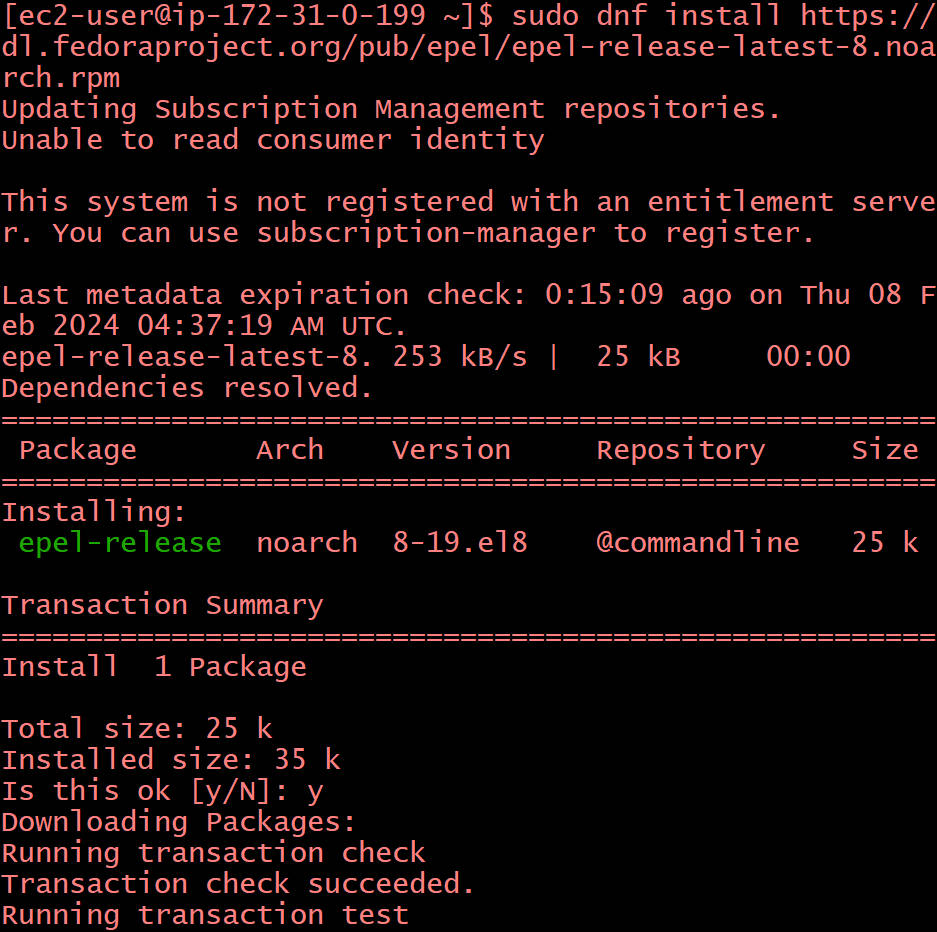 [ec2-user@ip-172-31-0-199 ~]$ sudo dnf install https://
dl.fedoraproject.org/pub/epel/epel-release-latest-8.noa
rch.rpm
Updating Subscription Management repositories.
Unable to read consumer identity

This system is not registered with an entitlement serve
r. You can use subscription-manager to register.

Last metadata expiration check: 0:15:09 ago on Thu 08 F
eb 2024 04:37:19 AM UTC.
epel-release-latest-8. 253 kB/s |  25 kB     00:00
Dependencies resolved.
=======================================================
 Package       Arch    Version     Repository     Size
=======================================================
Installing:
 epel-release  noarch  8-19.el8    @commandline   25 k

Transaction Summary
=======================================================
Install  1 Package

Total size: 25 k
Installed size: 35 k
Is this ok [y/N]: y
Downloading Packages:
Running transaction check
Transaction check succeeded.
Running transaction test